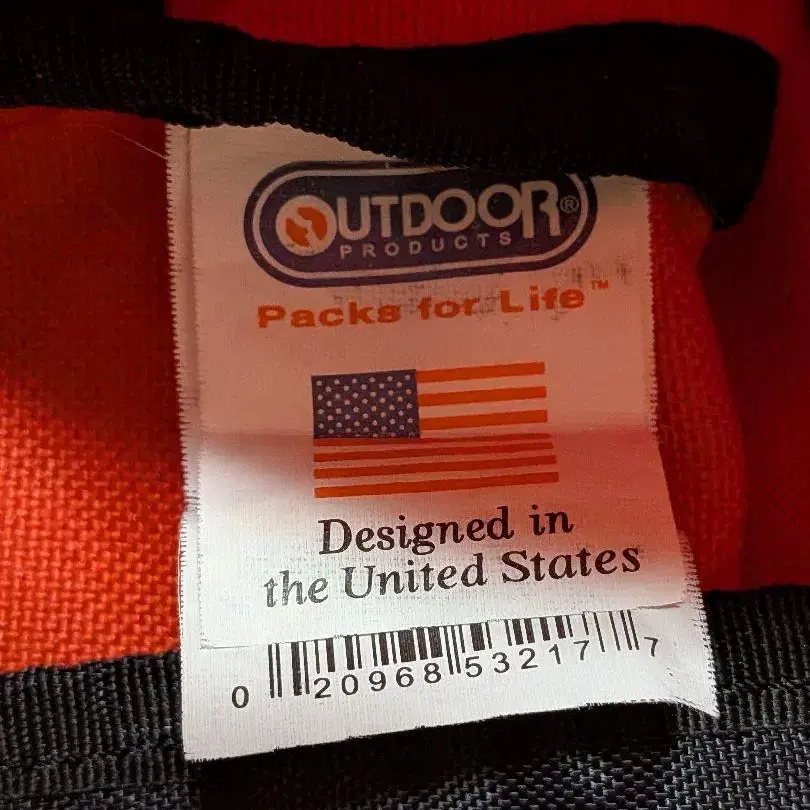 OUTDOOR®
PRODUCTS
Packs for Life™
Designed in
the United States
0 20968 53217 7